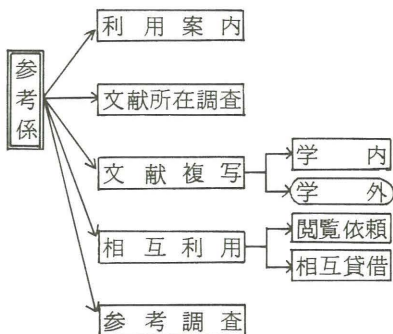 参考係
利用案内
文献所在調査
文献複写
学内
学外
相互利用
閲覧依頼
相互貸借
参考調査